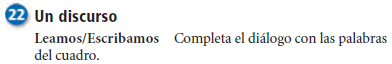 22 Un discurso
Leamos/Escribamos Completa el diálogo con las palabras
del cuadro.